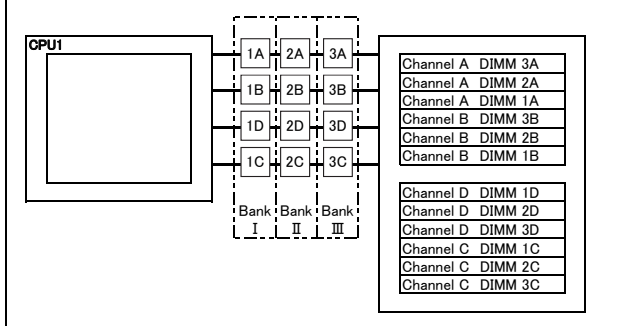 CPU1
1A 2A 3A
1B 2B 3B
1D 2D 3D
1C 2C 3C
Bank Bank Bank
Ⅰ Ⅱ Ⅲ
Channel A DIMM 3A
Channel A DIMM 2A
Channel A DIMM 1A
Channel B DIMM 3B
Channel B DIMM 2B
Channel B DIMM 1B
Channel D DIMM 1D
Channel D DIMM 2D
Channel D DIMM 3D
Channel C DIMM 1C
Channel C DIMM 2C
Channel C DIMM 3C